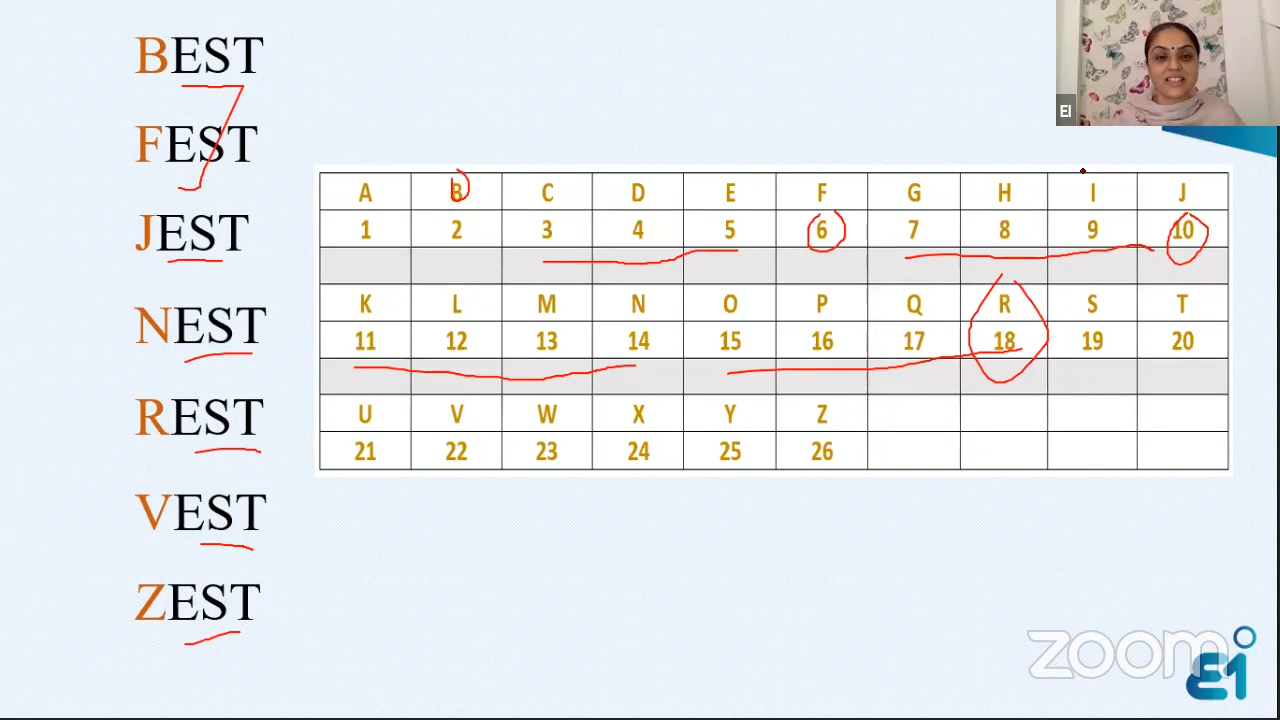 BEST
FEST
JEST
NEST
REST
VEST
ZEST
EI
A B C D E F G H I J
1 2 3 4 5 6 7 8 9 10
K L M N O P Q R S T
11 12 13 14 15 16 17 18 19 20
U V W X Y Z
21 22 23 24 25 26
zoom
EI